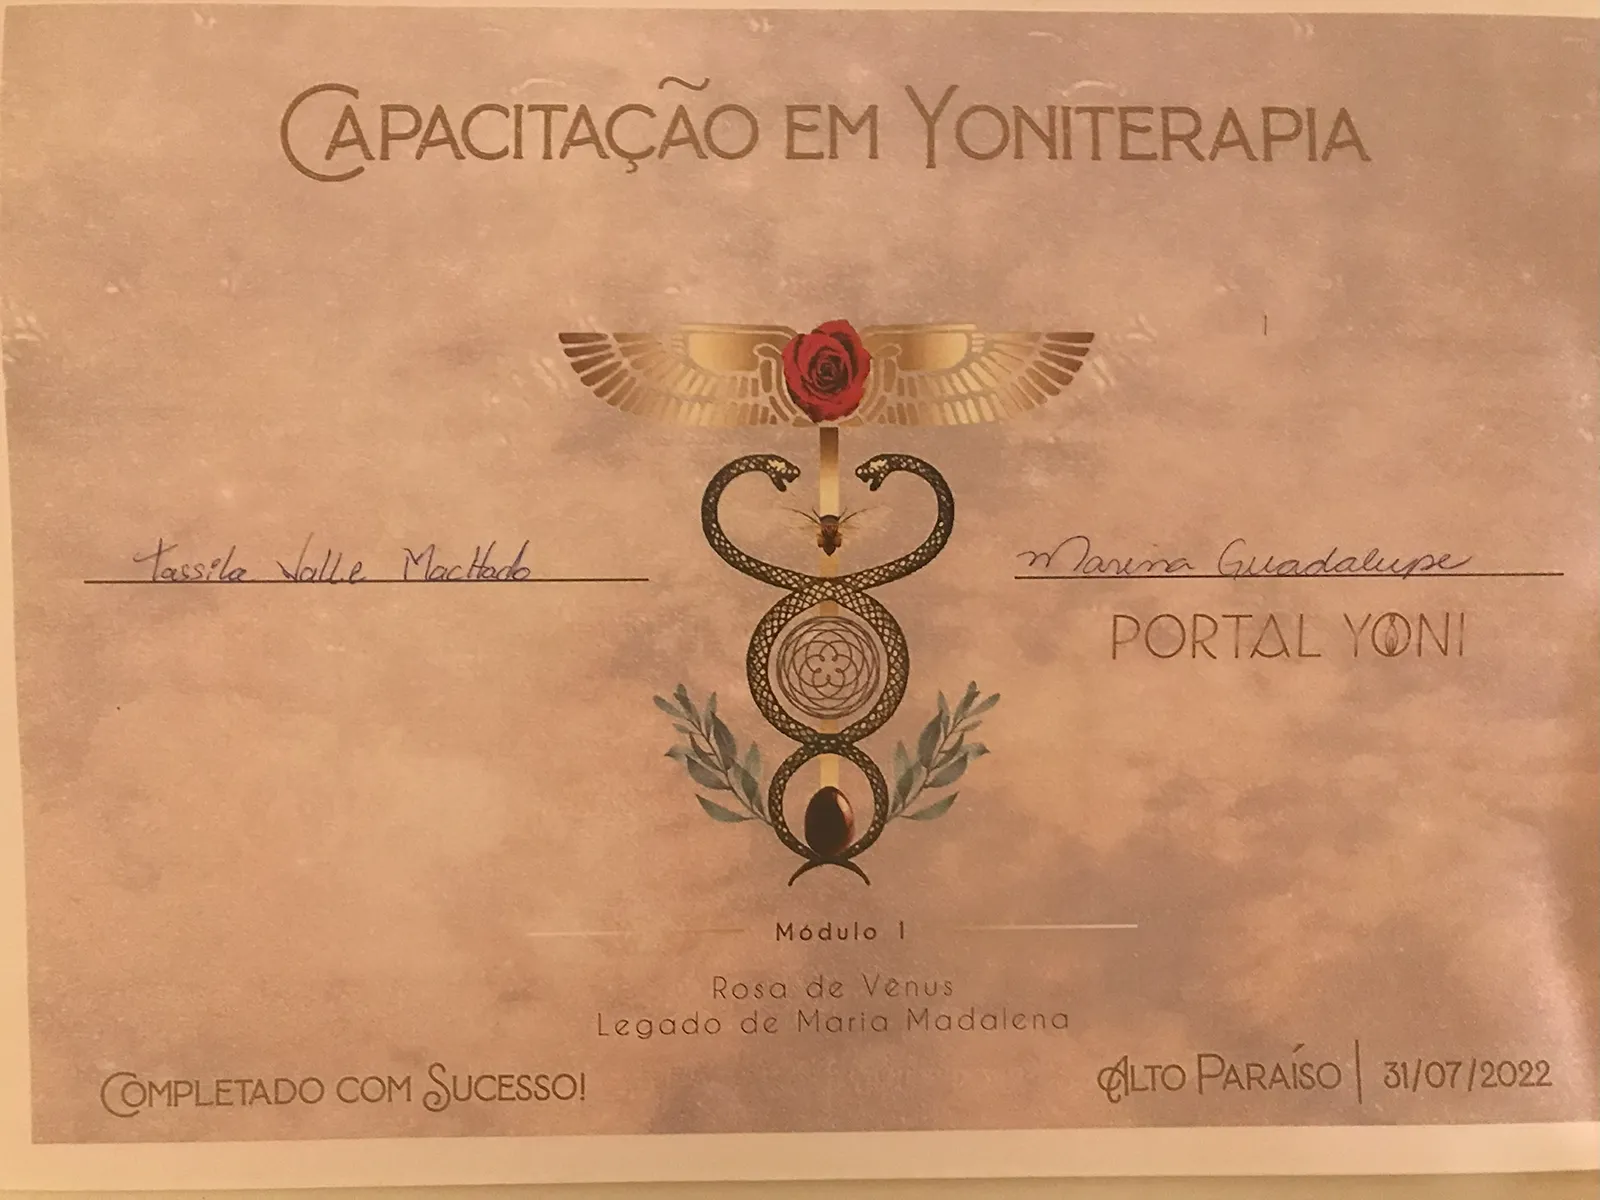 Capacitação em Yoniterapia
Tassila Valle Machado
Marina Guadalupe
PORTAL YONI
Módulo 1
Rosa de Vênus
Legado de Maria Madalena
Completado com Sucesso!
Alto Paraíso | 31/07/2022